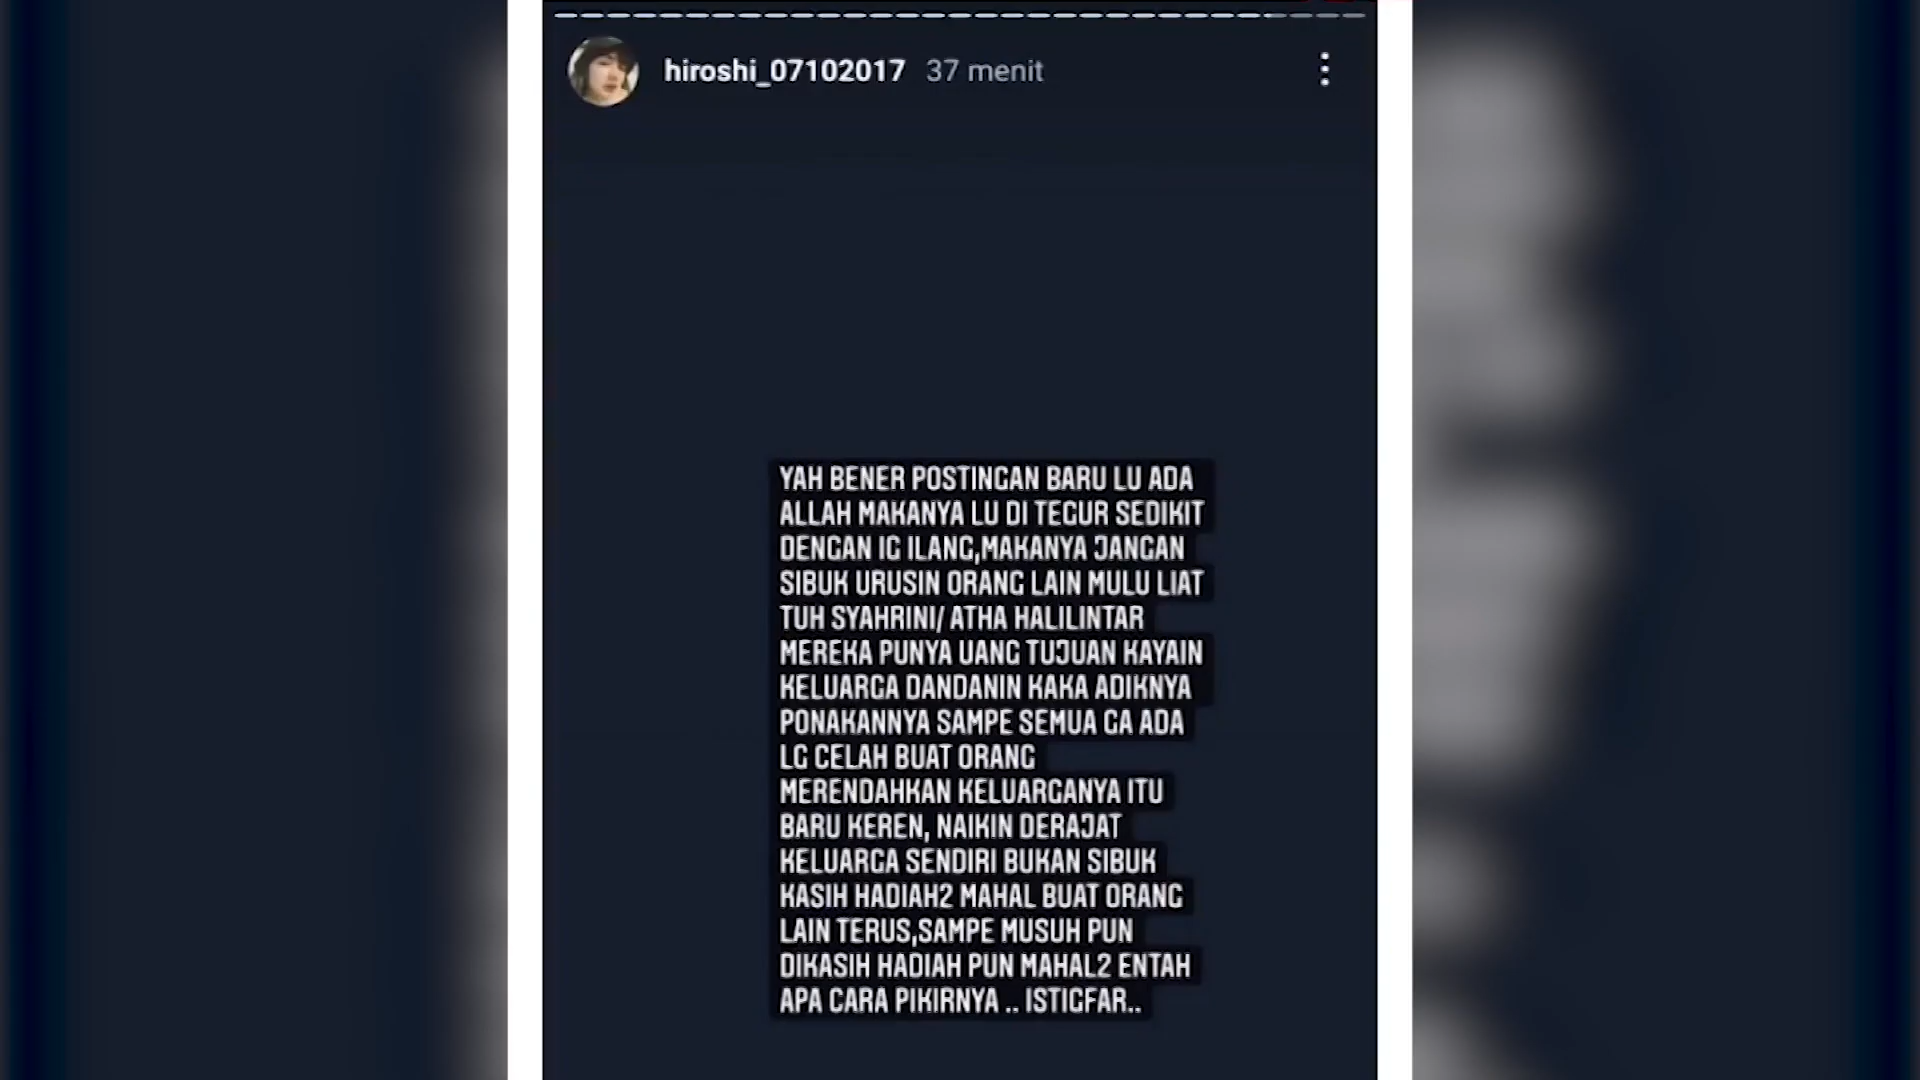 hiroshi_07102017 37 menit
YAH BENER POSTINGAN BARU LU ADA
ALLAH MAKANYA LU DI TEGUR SEDIKIT
DENGAN IG ILANG,MAKANYA JANGAN
SIBUK URUSIN ORANG LAIN MULU LIAT
TUH SYAHRINI/ ATHA HALILINTAR
MEREKA PUNYA UANG TUJUAN KAYAIN
KELUARGA DANDANIN KAKA ADIKNYA
PONAKANNYA SAMPE SEMUA GA ADA
LG CELAH BUAT ORANG
MERENDAHKAN KELUARGANYA ITU
BARU KEREN, NAIKIN DERAJAT
KELUARGA SENDIRI BUKAN SIBUK
KASIH HADIAH2 MAHAL BUAT ORANG
LAIN TERUS,SAMPE MUSUH PUN
DIKASIH HADIAH PUN MAHAL2 ENTAH
APA CARA PIKIRNYA .. ISTIGFAR..